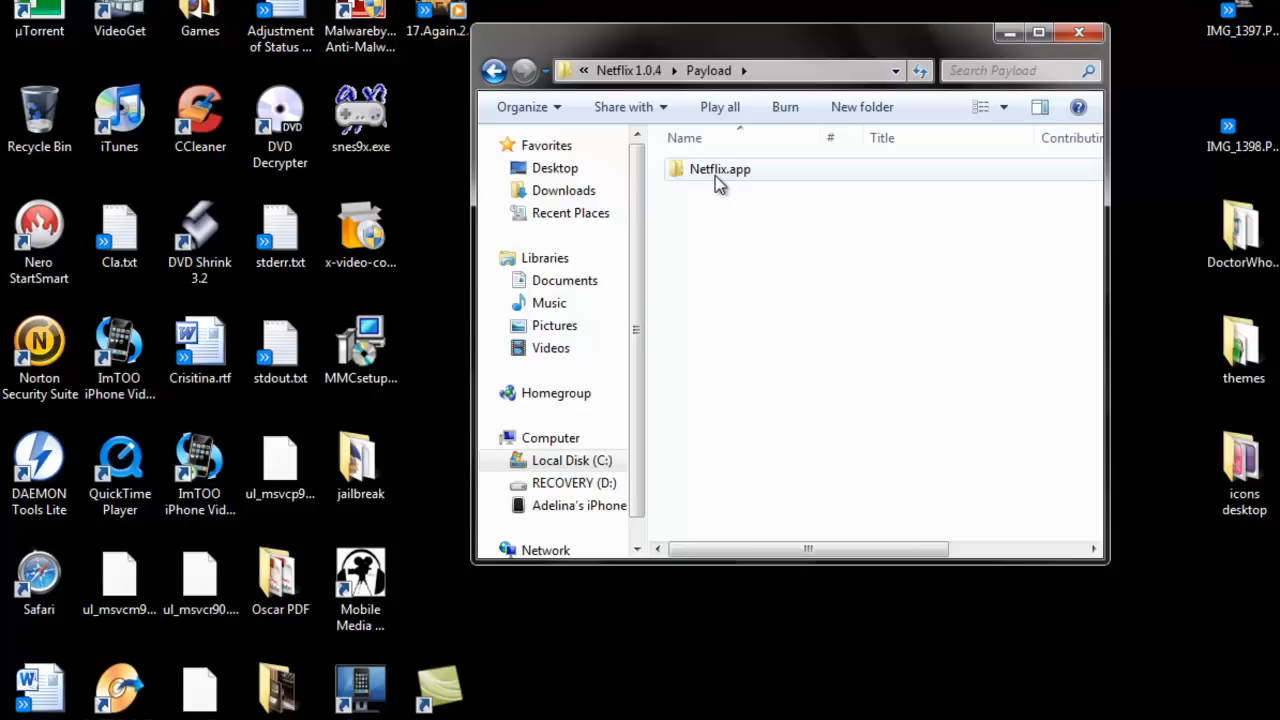 µTorrent
VideoGet
Games
Adjustment
of Status ...
Malwareby...
Anti-Malw...
17.Again.2...
Recycle Bin
iTunes
CCleaner
DVD
DVD
Decrypter
snes9x.exe
Nero
StartSmart
Cla.txt
DVD Shrink
3.2
stderr.txt
x-video-co...
Norton
Security Suite
ImTOO
iPhone Vid...
Crisitina.rtf
stdout.txt
MMCsetup...
DAEMON
Tools Lite
QuickTime
Player
ImTOO
iPhone Vid...
ul_msvcp9...
jailbreak
Safari
ul_msvcm9...
ul_msvcr90....
Oscar PDF
Mobile
Media ...
Netflix 1.0.4
Payload
Search Payload
Organize
Share with
Play all
Burn
New folder
Favorites
Desktop
Downloads
Recent Places
Libraries
Documents
Music
Pictures
Videos
Homegroup
Computer
Local Disk (C:)
RECOVERY (D:)
Adelina's iPhone
Network
Name
#
Title
Contributin
Netflix.app
IMG_1397.P...
IMG_1398.P...
DoctorWho...
themes
icons
desktop